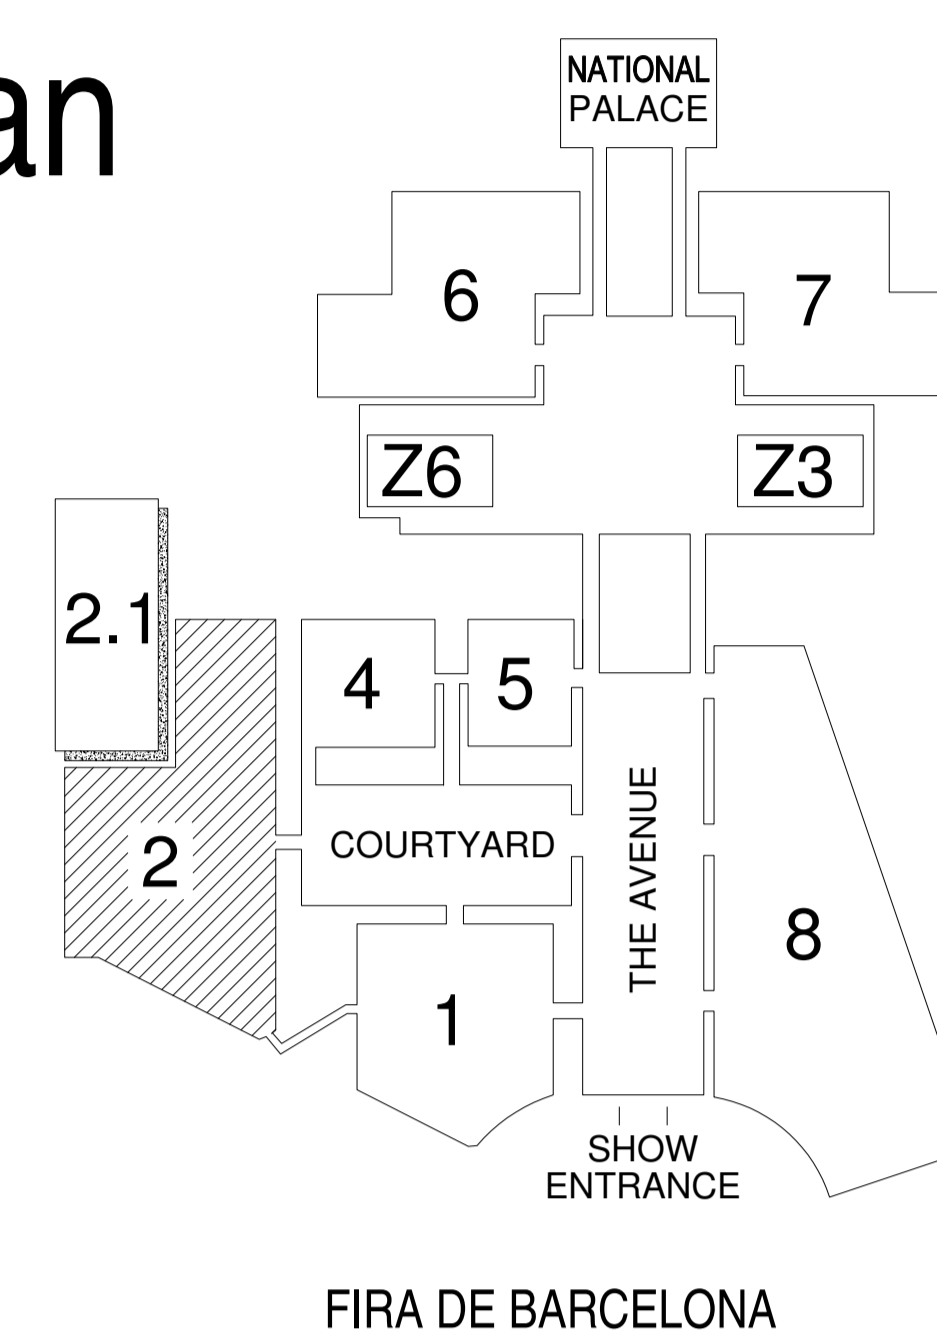 an
NATIONAL
PALACE
6
7
Z6
Z3
2.1
4
5
THE AVENUE
COURTYARD
2
8
1
SHOW
ENTRANCE
FIRA DE BARCELONA